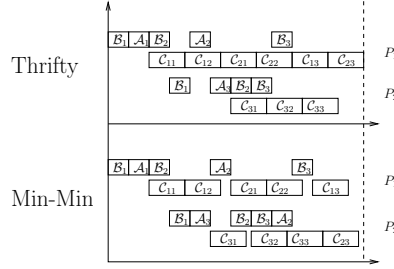 B1 A1 B2 A2 B3
Thrifty C11 C12 C21 C22 C13 C23 P
B1 A3 B2 B3 P
C31 C32 C33
B1 A1 B2 A2 B3
C11 C12 C21 C22 C13 P
Min-Min
B1 A3 B2 B3 A2 P
C31 C32 C33 C23